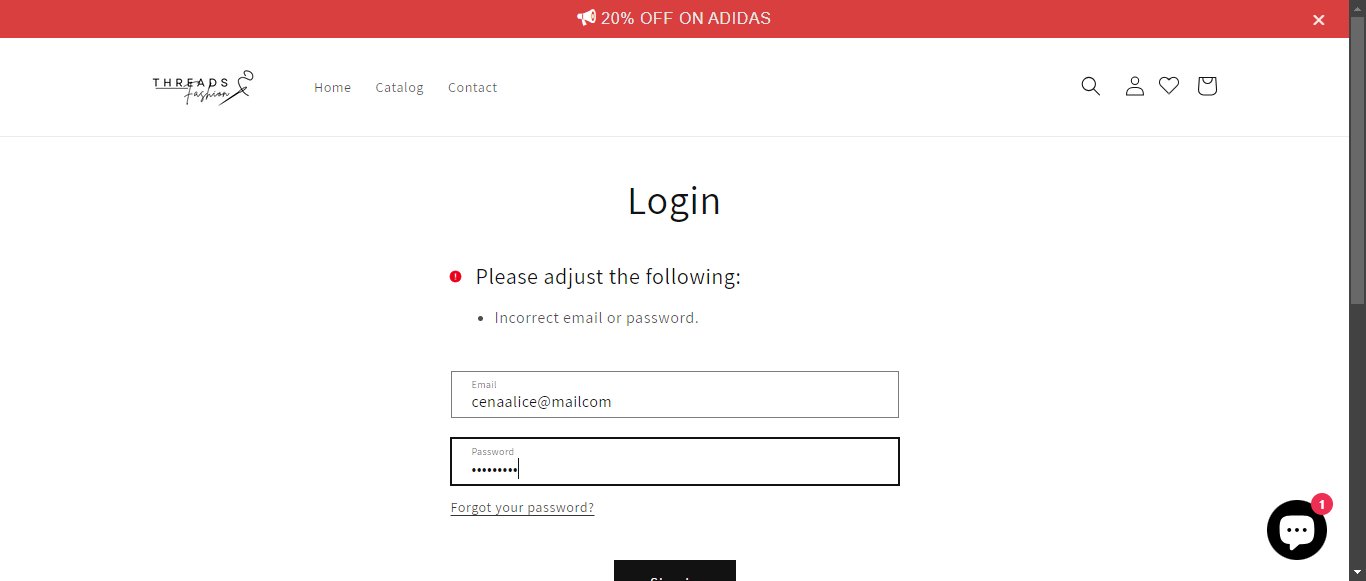 20% OFF ON ADIDAS
THREADS
Fashion
Home Catalog Contact
Login
Please adjust the following:
Incorrect email or password.
Email
cenaalice@mailcom
Password
•••••••••
Forgot your password?
1